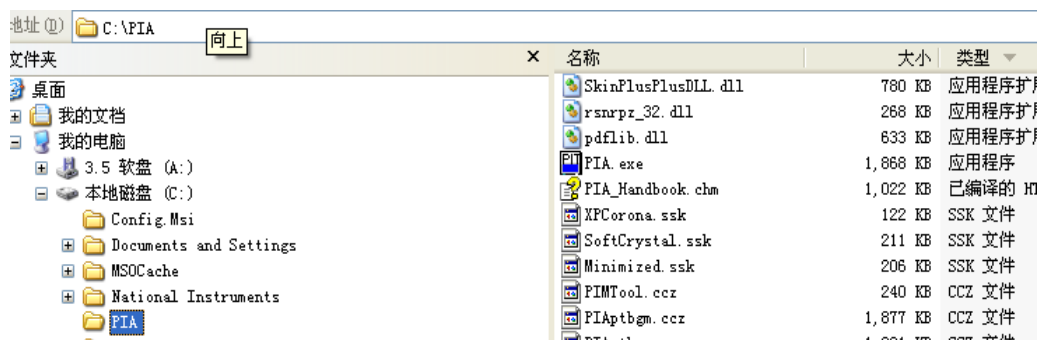 地址(D) C:\PIA
向上
文件夹 × 名称 大小 类型
桌面
我的文档
我的电脑
3.5 软盘 (A:)
本地磁盘 (C:)
Config.Msi
Documents and Settings
MSOCache
National Instruments
PIA
SkinPlusPlusDLL.dll 780 KB 应用程序扩展
rsnrpz_32.dll 268 KB 应用程序扩展
pdflib.dll 633 KB 应用程序扩展
PIA.exe 1,868 KB 应用程序
PIA_Handbook.chm 1,022 KB 已编译的 HT
XPCorona.ssk 122 KB SSK 文件
SoftCrystal.ssk 211 KB SSK 文件
Minimized.ssk 206 KB SSK 文件
PIMTool.ccz 240 KB CCZ 文件
PIAptbgm.ccz 1,877 KB CCZ 文件